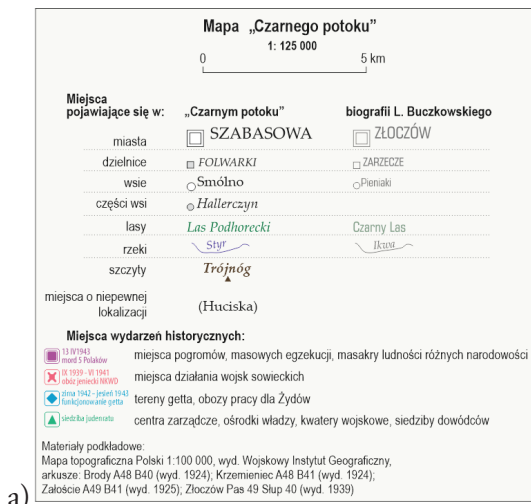 Mapa „Czarnego potoku”
1: 125 000
0 5 km
Miejsca
pojawiające się w: „Czarnym potoku” biografii L. Buczkowskiego
miasta SZABASOWA ZŁOCZÓW
dzielnice FOLWARKI ZARZECZE
wsie Smólno Pieniaki
części wsi Hallerczyn
lasy Las Podhorecki Czarny Las
rzeki Styr Ikwa
szczyty Trójnóg
miejsca o niepewnej
lokalizacji (Huciska)
Miejsca wydarzeń historycznych:
13 IV1943
mord 5 Polaków miejsca pogromów, masowych egzekucji, masakry ludności różnych narodowości
IX 1939 - VI 1941
obóz jeniecki NKWD miejsca działania wojsk sowieckich
zima 1942 - jesień 1943
funkcjonowanie getta tereny getta, obozy pracy dla Żydów
siedziba judenratu centra zarządcze, ośrodki władzy, kwatery wojskowe, siedziby dowódców
Materiały podkładowe:
Mapa topograficzna Polski 1:100 000, wyd. Wojskowy Instytut Geograficzny,
arkusze: Brody A48 B40 (wyd. 1924); Krzemieniec A48 B41 (wyd. 1924);
Załoście A49 B41 (wyd. 1925); Złoczów Pas 49 Słup 40 (wyd. 1939)
a)